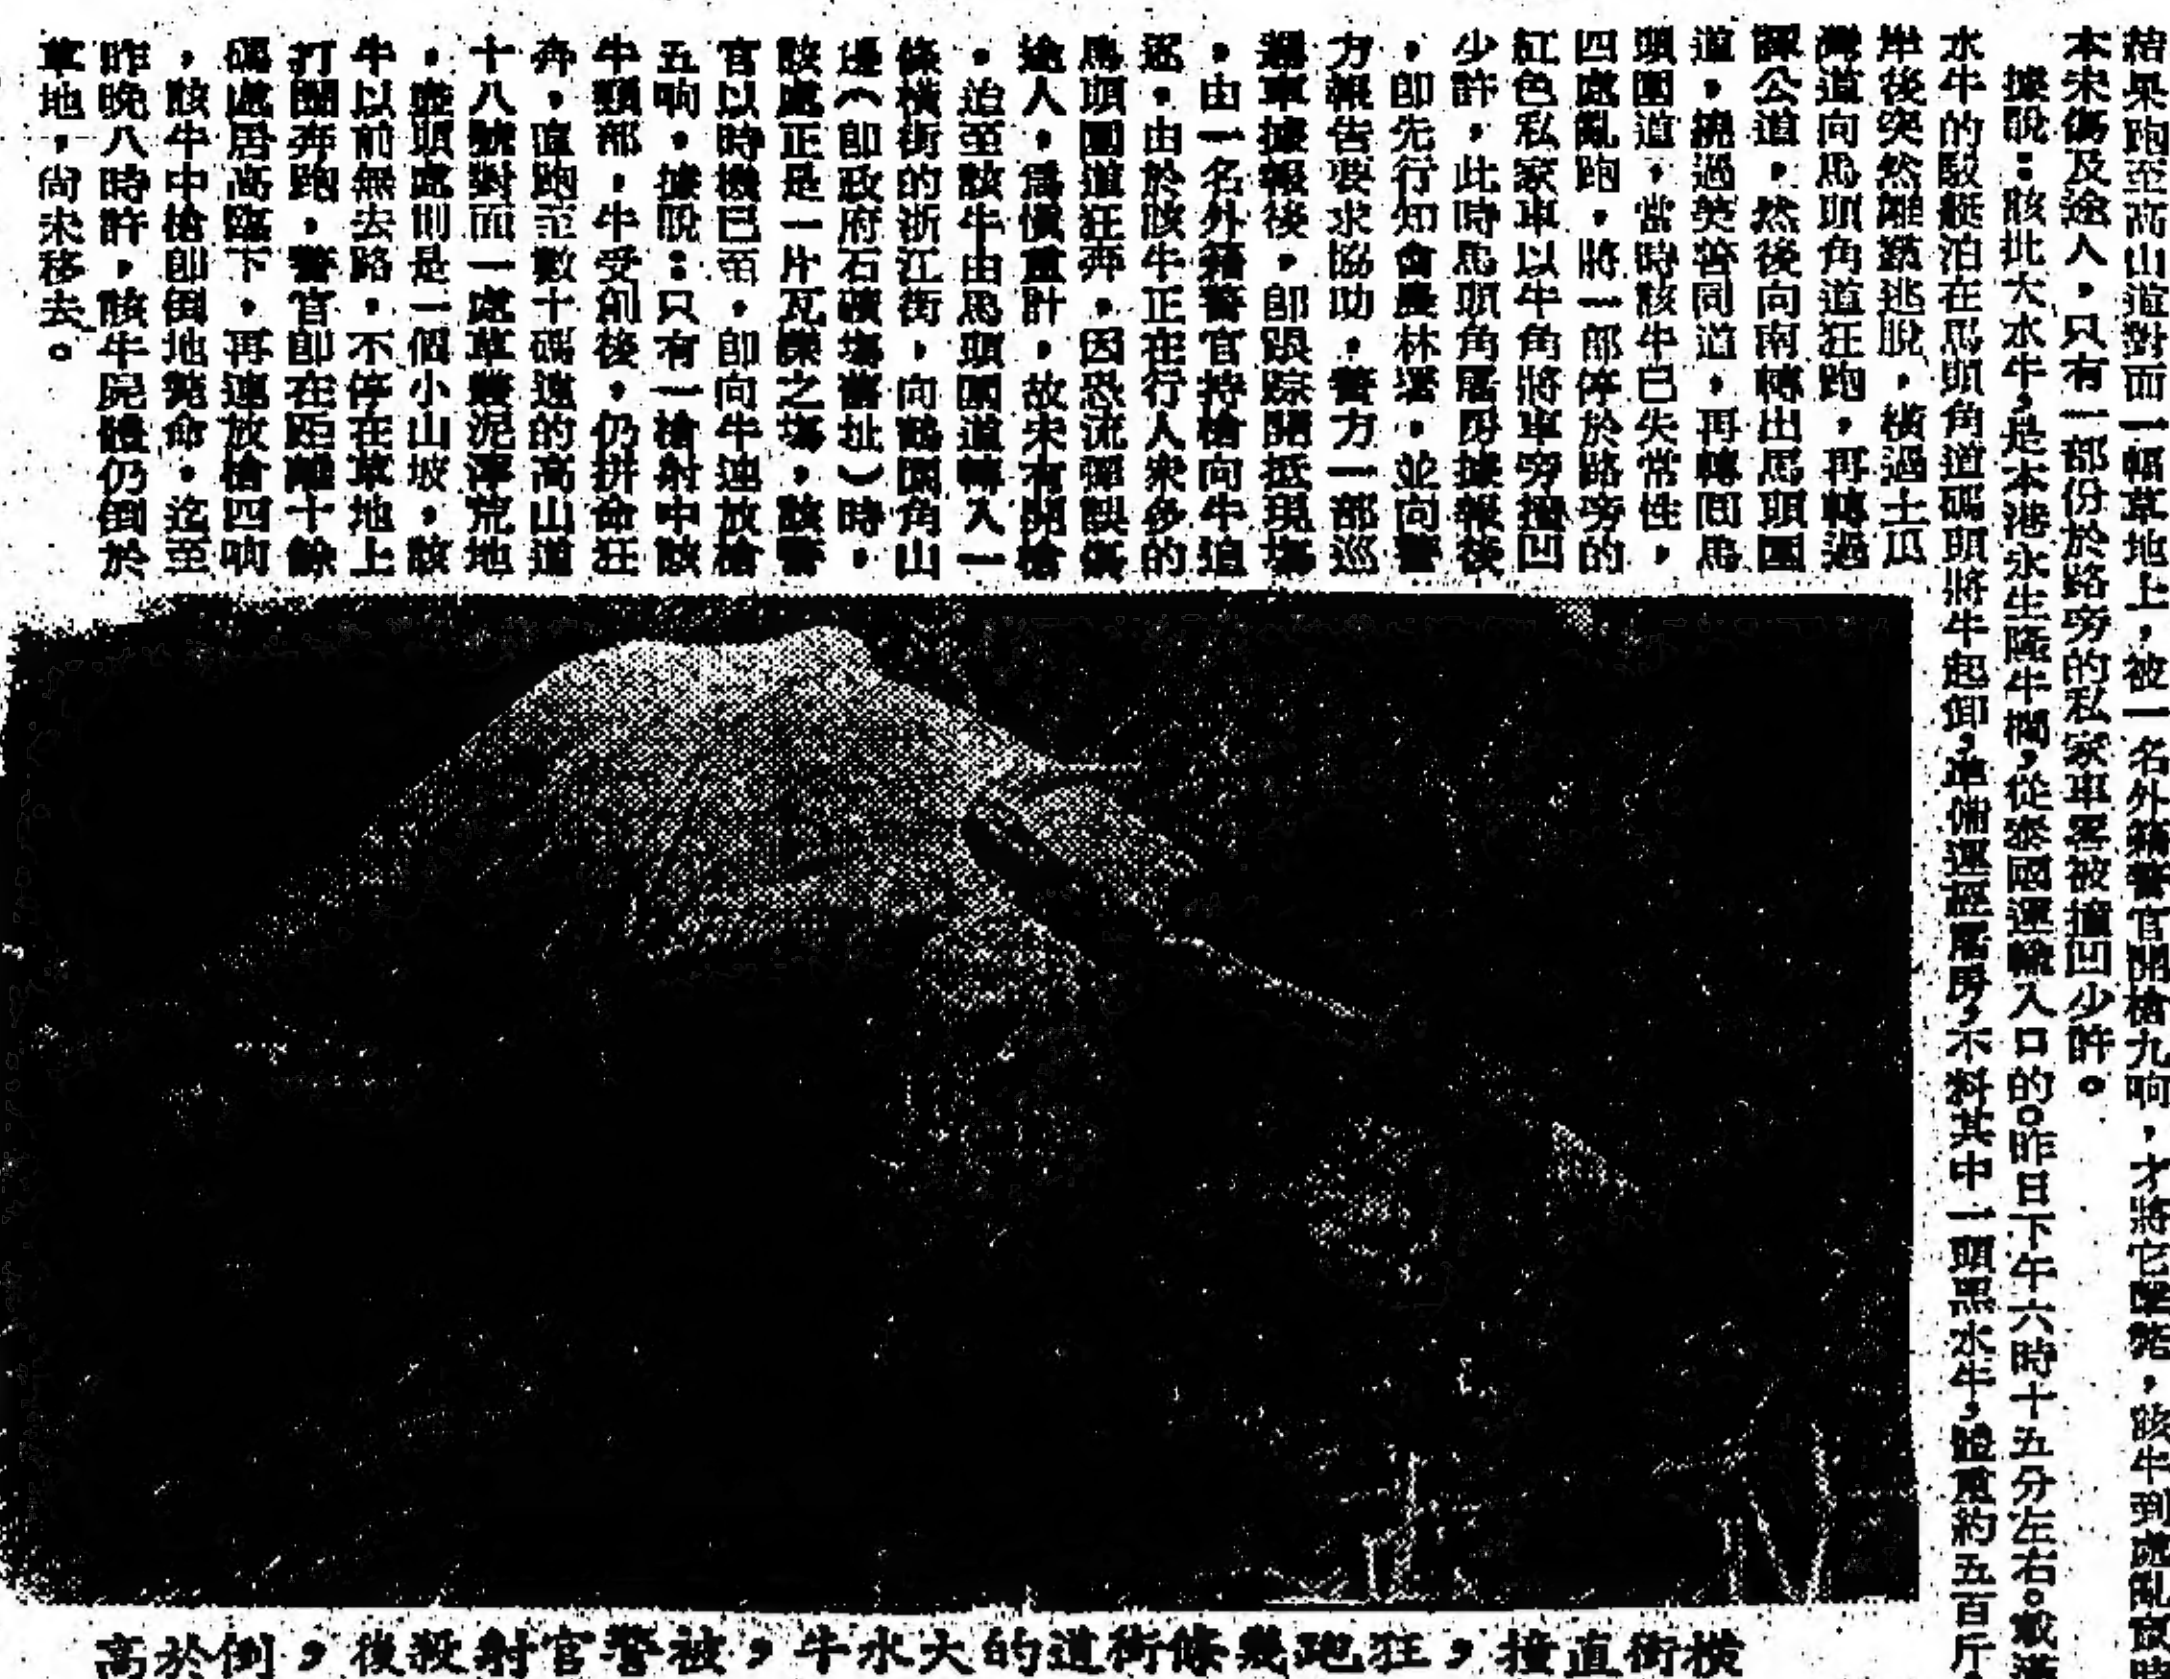 結果跑至高山道對面一幅草地上，被一名外籍警官開槍九响，才將它擊斃，該牛到處亂竄時
本未傷及途人，只有一部份於路旁的私家車畧被撞凹少許。
據說：該批大水牛，是本港永生隆牛欄，從泰國運輸入口的。昨日下午六時十五分左右。載滿
水牛的駁艇泊在馬頭角道碼頭將牛起卸，準備運經屠房，不料其中一頭黑水牛，體重約五百斤
岸後突然離羣逃脫，橫過土瓜
灣道向馬頭角道狂跑，再轉過
譚公道，然後向南轉出馬頭圍
道，繞過芙蓉同道，再轉回馬
頭圍道，當時該牛已失常性，
四處亂跑，將一部停於路旁的
紅色私家車以牛角將車旁撞凹
少許，此時馬頭角屠房據報後
，即先行知會農林署，並向警
方報告要求協助，警方一部巡
邏車據報後，即跟踪開抵現場
，由一名外籍警官持槍向牛追
逐，由於該牛正在行人衆多的
馬頭圍道狂奔，因恐流彈誤傷
途人，爲慎重計，故未有開槍
，迨至該牛由馬頭圍道轉入一
條橫街的浙江街，向鶴園角山
邊（即政府石礦塲舊址）時，
該處正是一片瓦礫之塲，該警
官以時機已至，即向牛連放槍
五响，據說：只有一槍射中該
牛頸部，牛受創後，仍拼命狂
奔，直跑至數十碼遠的高山道
十八號對面一處草叢泥濘荒地
，盡頭處則是一個小山坡，該
牛以前無去路，不停在草地上
打圈奔跑，警官即在距離十餘
碼處居高臨下，再連放槍四响
，該牛中槍即倒地斃命，迄至
昨晚八時許，該牛屍體仍倒於
草地，尚未移去。
橫街直撞，狂跑幾條街道的大水牛，被警官射殺後，倒於高